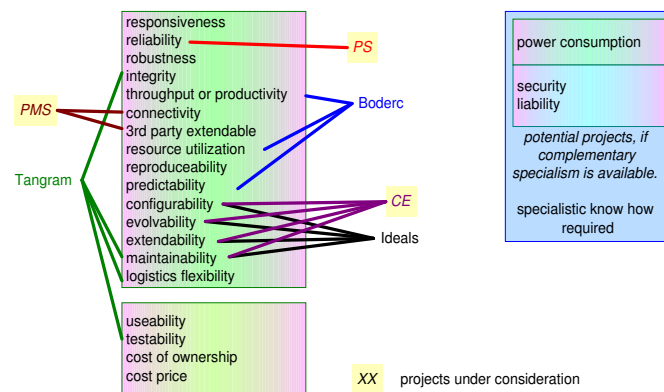 responsiveness
reliability
robustness
integrity
throughput or productivity
connectivity
3rd party extendable
resource utilization
reproduceability
predictability
configurability
evolvability
extendability
maintainability
logistics flexibility
useability
testability
cost of ownership
cost price
PMS
Tangram
PS
Boderc
CE
Ideals
power consumption
security
liability
potential projects, if
complementary
specialism is available.
specialistic know how
required
XX projects under consideration